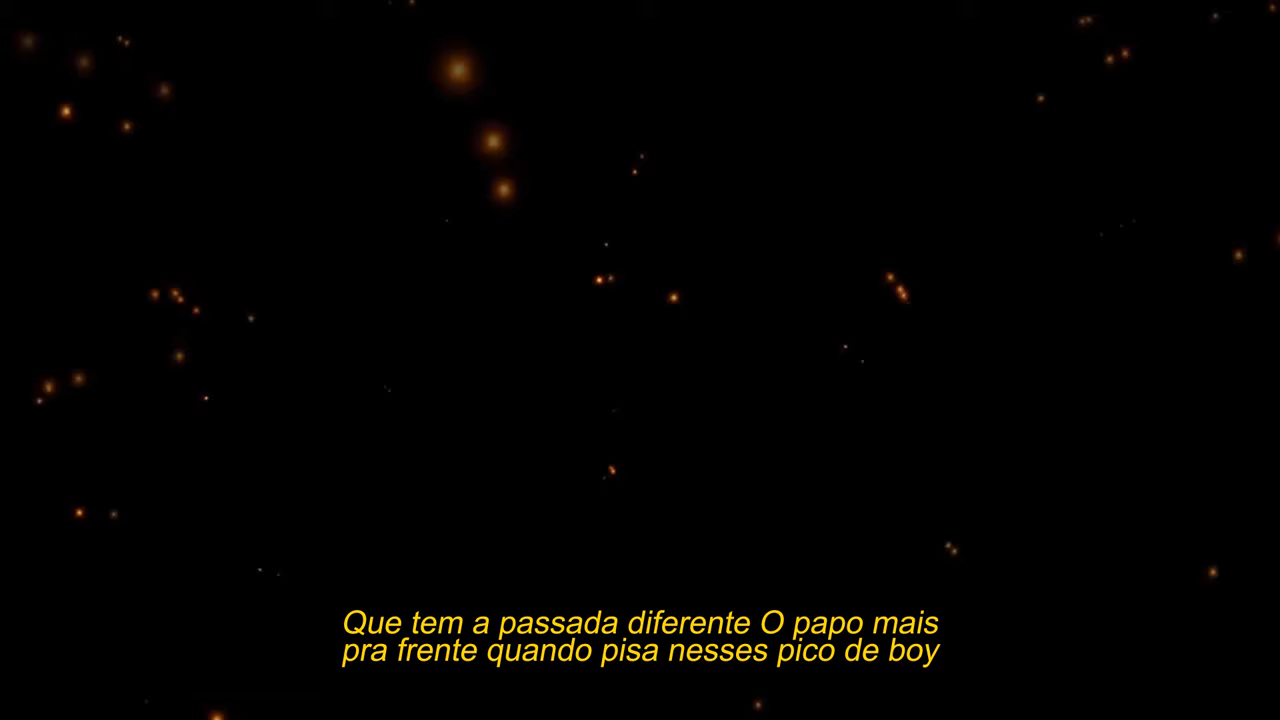 Que tem a passada diferente O papo mais
pra frente quando pisa nesses pico de boy